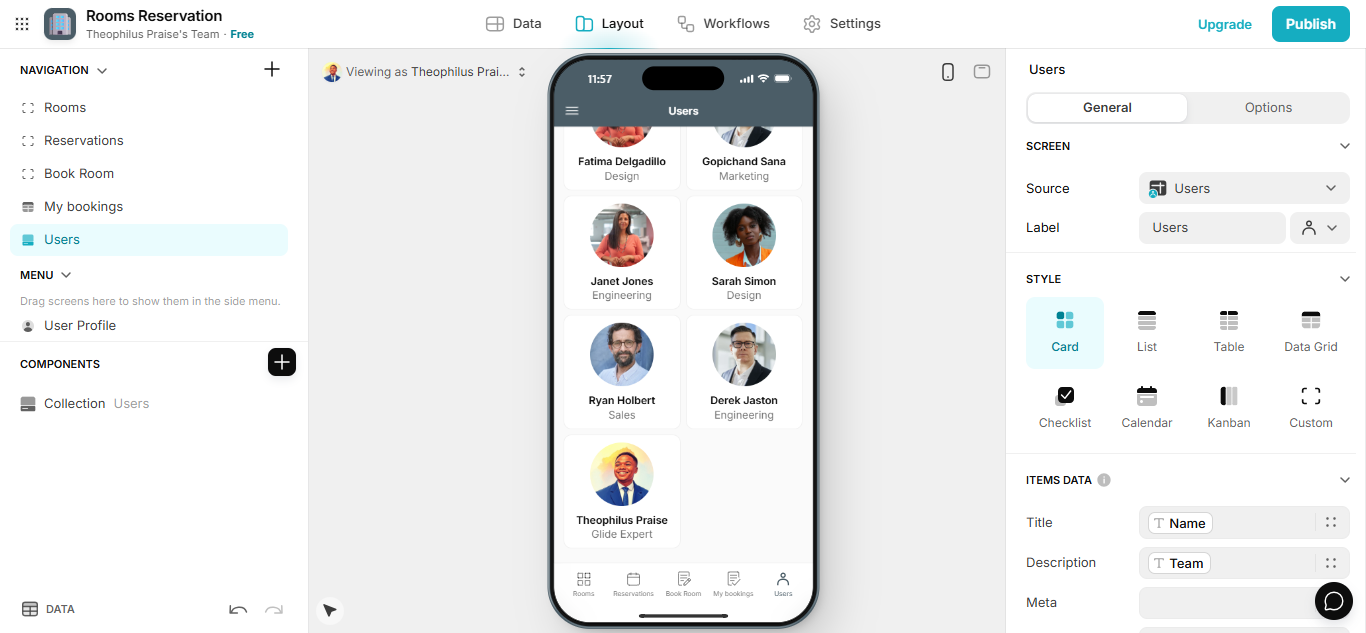 Rooms Reservation
Theophilus Praise's Team · Free
Data
Layout
Workflows
Settings
Upgrade
Publish
NAVIGATION
Rooms
Reservations
Book Room
My bookings
Users
MENU
Drag screens here to show them in the side menu.
User Profile
COMPONENTS
Collection Users
DATA
Viewing as Theophilus Prai...
11:57
Users
Fatima Delgadillo
Design
Gopichand Sana
Marketing
Janet Jones
Engineering
Sarah Simon
Design
Ryan Holbert
Sales
Derek Jaston
Engineering
Theophilus Praise
Glide Expert
Rooms
Reservations
Book Room
My bookings
Users
Users
General
Options
SCREEN
Source
Users
Label
Users
STYLE
Card
List
Table
Data Grid
Checklist
Calendar
Kanban
Custom
ITEMS DATA
Title
T Name
Description
T Team
Meta